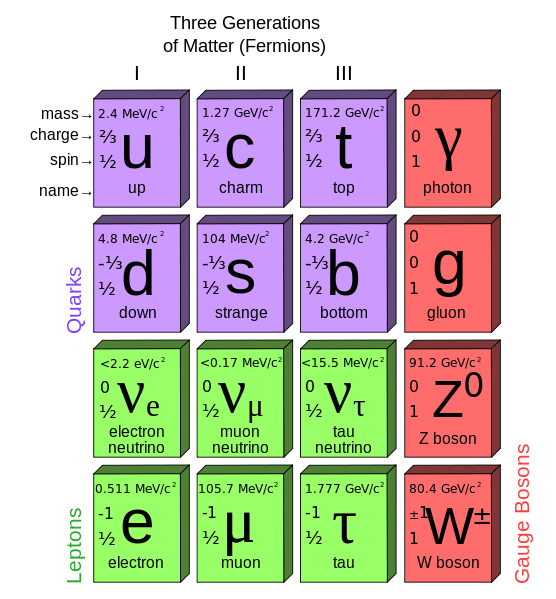 Three Generations
of Matter (Fermions)
I II III
mass→
charge→
spin→
name→
2.4 MeV/c²
⅔
½
u
up
1.27 GeV/c²
⅔
½
c
charm
171.2 GeV/c²
⅔
½
t
top
0
0
1
γ
photon
Quarks
4.8 MeV/c²
-⅓
½
d
down
104 MeV/c²
-⅓
½
s
strange
4.2 GeV/c²
-⅓
½
b
bottom
0
0
1
g
gluon
<2.2 eV/c²
0
½
νe
electron
neutrino
<0.17 MeV/c²
0
½
νμ
muon
neutrino
<15.5 MeV/c²
0
½
ντ
tau
neutrino
91.2 GeV/c²
0
1
Z⁰
Z boson
Leptons
0.511 MeV/c²
-1
½
e
electron
105.7 MeV/c²
-1
½
μ
muon
1.777 GeV/c²
-1
½
τ
tau
80.4 GeV/c²
±1
1
W±
W boson
Gauge Bosons